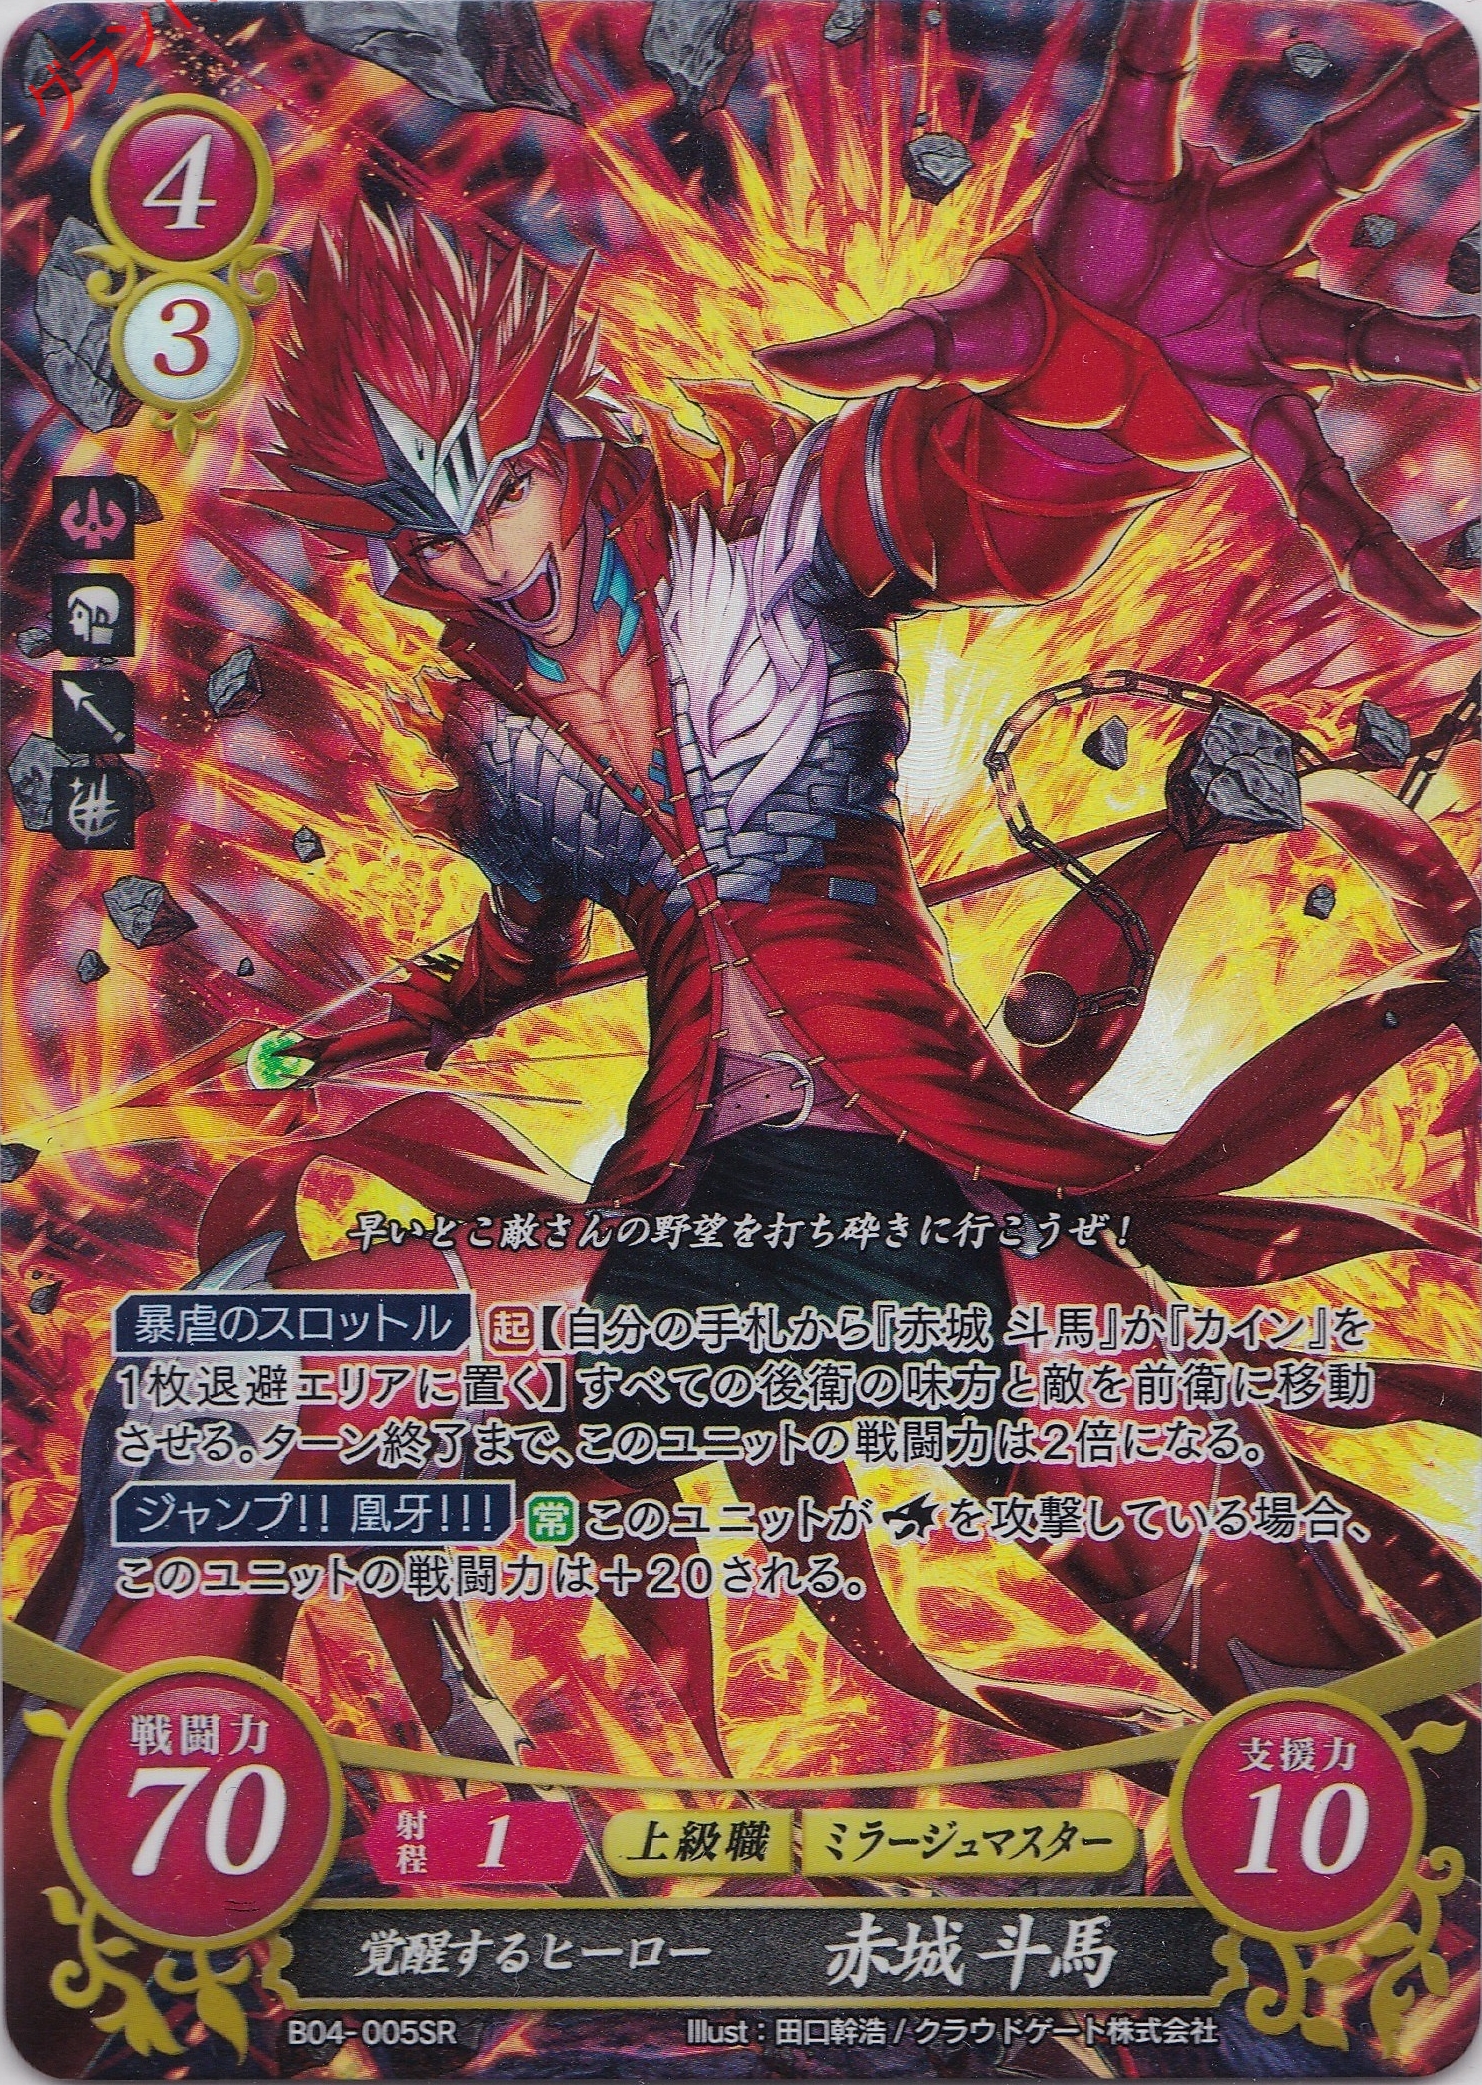 グラン
4
3
早いとこ敵さんの野望を打ち砕きに行こうぜ!
暴虐のスロットル 起【自分の手札から『赤城 斗馬』か『カイン』を
1枚退避エリアに置く】すべての後衛の味方と敵を前衛に移動
させる。ターン終了まで、このユニットの戦闘力は2倍になる。
ジャンプ!! 凰牙!!! 常 このユニットが を攻撃している場合、
このユニットの戦闘力は+20される。
戦闘力
70
射程 1
上級職 ミラージュマスター
支援力
10
覚醒するヒーロー 赤城 斗馬
B04-005SR Illust:田口幹浩/クラウドゲート株式会社